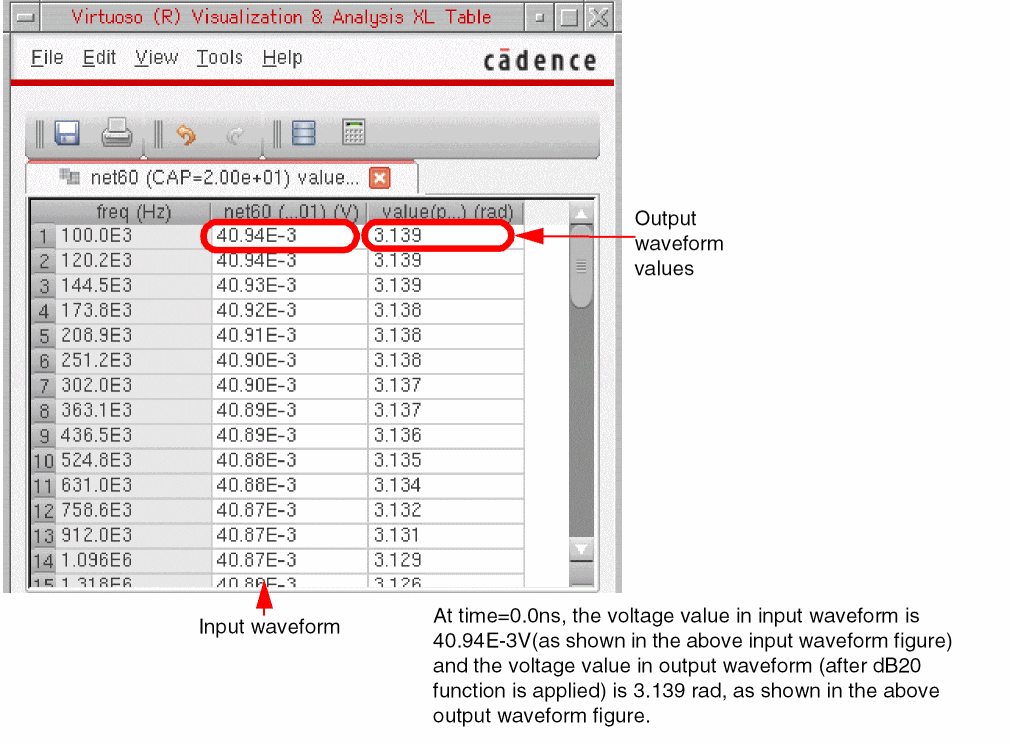 Virtuoso (R) Visualization & Analysis XL Table
File Edit View Tools Help
cādence
net60 (CAP=2.00e+01) value...
freq (Hz) net60 (...01) (V) value(p...) (rad)
1 100.0E3 40.94E-3 3.139
2 120.2E3 40.94E-3 3.139
3 144.5E3 40.93E-3 3.139
4 173.8E3 40.92E-3 3.138
5 208.9E3 40.91E-3 3.138
6 251.2E3 40.90E-3 3.138
7 302.0E3 40.90E-3 3.137
8 363.1E3 40.89E-3 3.137
9 436.5E3 40.89E-3 3.136
10 524.8E3 40.88E-3 3.135
11 631.0E3 40.88E-3 3.134
12 758.6E3 40.87E-3 3.132
13 912.0E3 40.87E-3 3.131
14 1.096E6 40.87E-3 3.129
15 1.318E6 40.86E-3 3.126
Output
waveform
values
Input waveform
At time=0.0ns, the voltage value in input waveform is
40.94E-3V(as shown in the above input waveform figure)
and the voltage value in output waveform (after dB20
function is applied) is 3.139 rad, as shown in the above
output waveform figure.